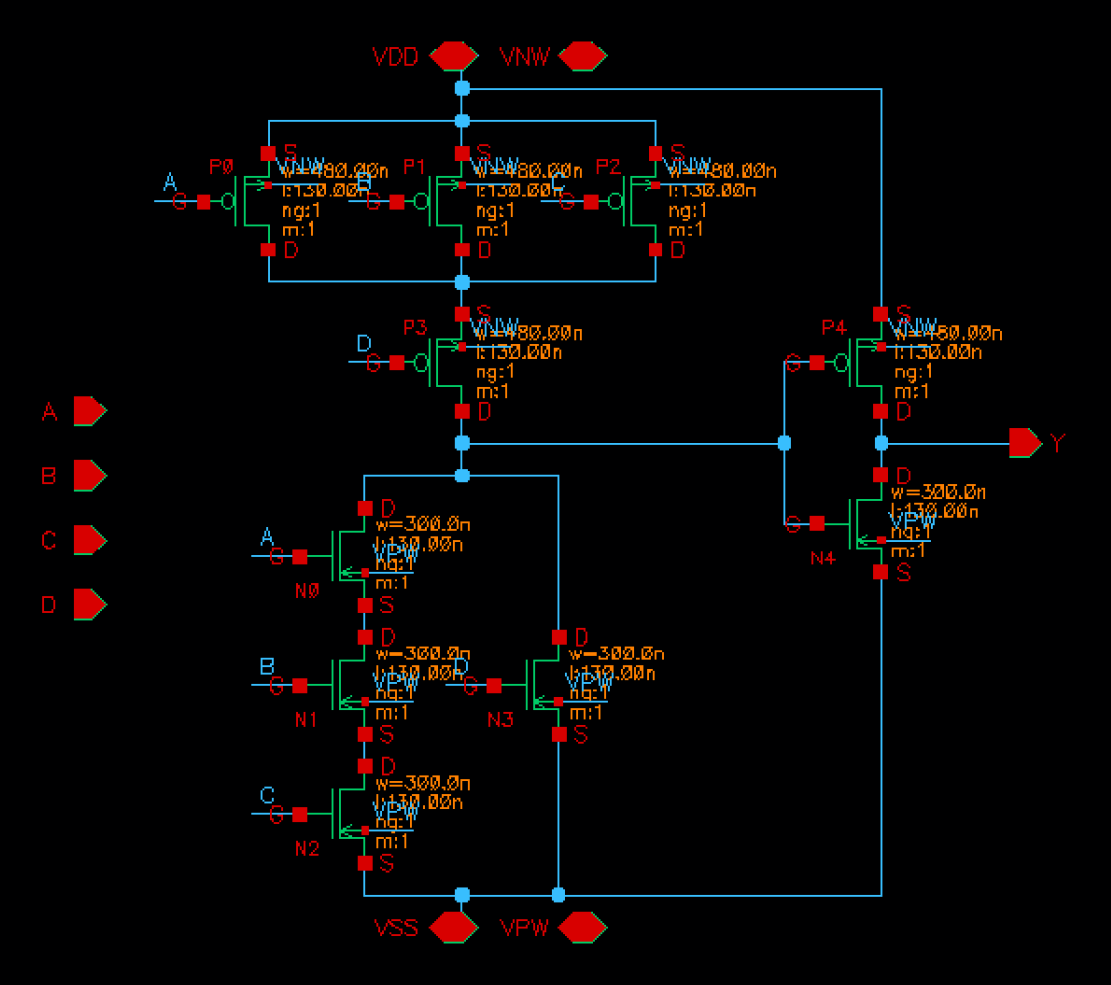 VDD VNW
P0 S VNW w=480.00n
A G l:130.00n
ng:1
m:1
D
P1 S VNW w=480.00n
B G l:130.00n
ng:1
m:1
D
P2 S VNW w=480.00n
C G l:130.00n
ng:1
m:1
D
P3 S VNW w=480.00n
D G l:130.00n
ng:1
m:1
D
P4 S VNW w=480.00n
G l:130.00n
ng:1
m:1
D
Y
A
B
C
D
D
w=300.0n
A G l:130.00n
VPW
ng:1
N0 m:1
S
D
w=300.0n
B G l:130.00n
VPW
ng:1
N1 m:1
S
D
w=300.0n
C G l:130.00n
VPW
ng:1
N2 m:1
S
D
w=300.0n
D G l:130.00n
VPW
ng:1
N3 m:1
S
D
w=300.0n
l:130.00n
G VPW
ng:1
N4 m:1
S
VSS VPW